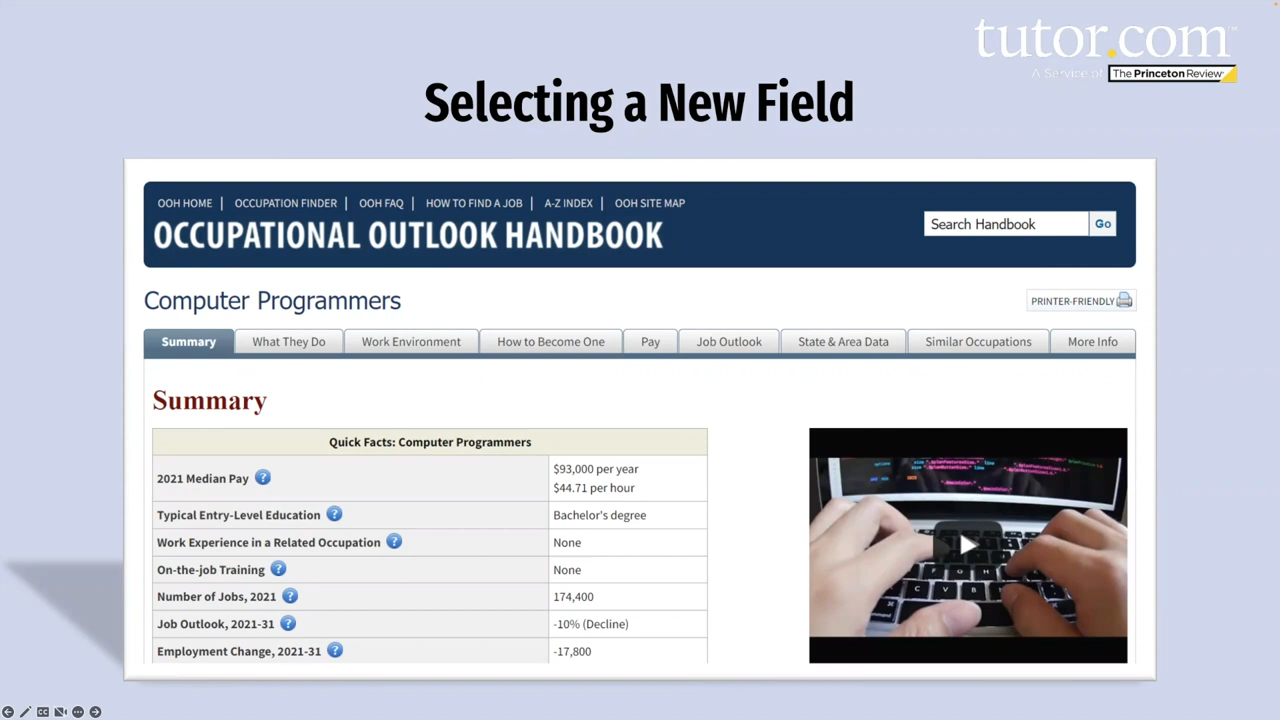 tutor.com
A Service of The Princeton Review
Selecting a New Field
OOH HOME | OCCUPATION FINDER | OOH FAQ | HOW TO FIND A JOB | A-Z INDEX | OOH SITE MAP
OCCUPATIONAL OUTLOOK HANDBOOK
Search Handbook Go
Computer Programmers
PRINTER-FRIENDLY
Summary What They Do Work Environment How to Become One Pay Job Outlook State & Area Data Similar Occupations More Info
Summary
Quick Facts: Computer Programmers
2021 Median Pay ? $93,000 per year
$44.71 per hour
Typical Entry-Level Education ? Bachelor's degree
Work Experience in a Related Occupation ? None
On-the-job Training ? None
Number of Jobs, 2021 ? 174,400
Job Outlook, 2021-31 ? -10% (Decline)
Employment Change, 2021-31 ? -17,800